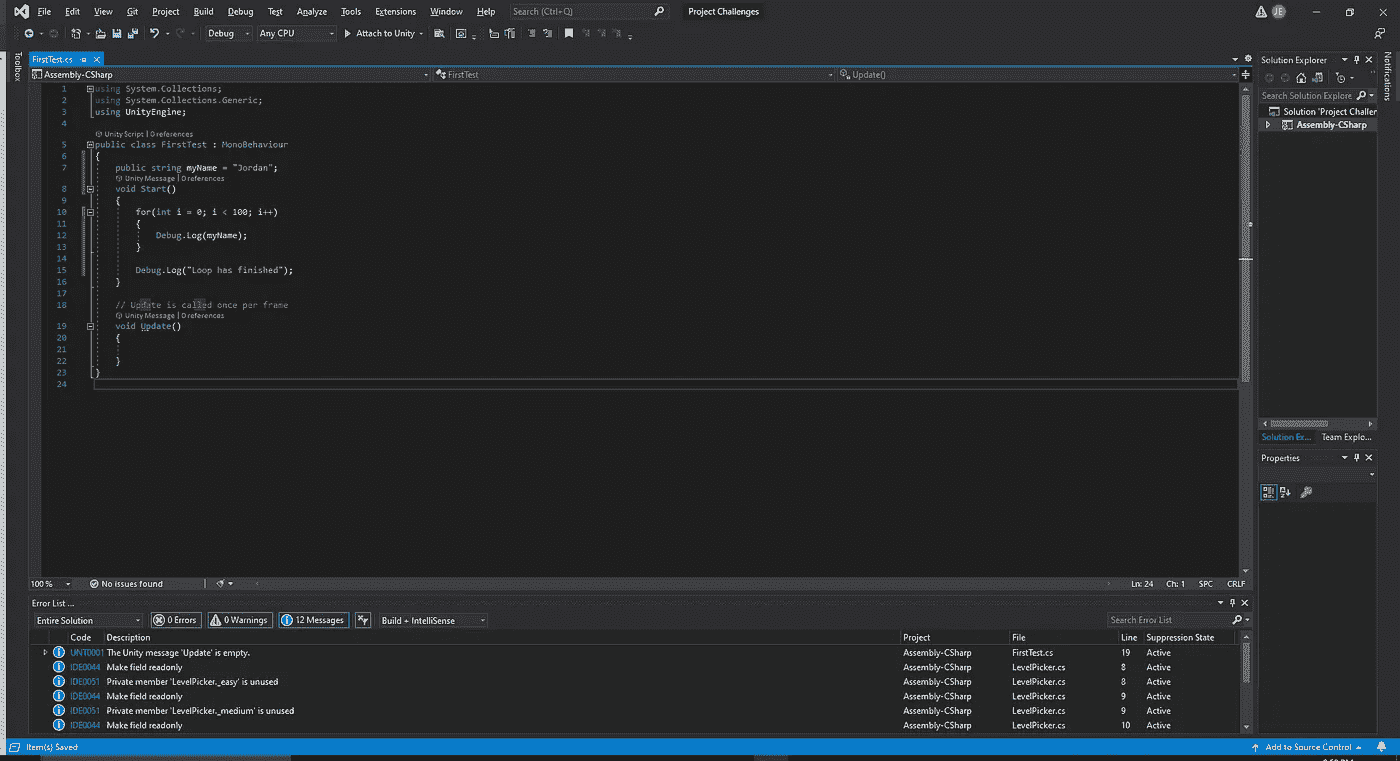 File Edit View Git Project Build Debug Test Analyze Tools Extensions Window Help Search (Ctrl+Q) Project Challenges JE
Debug Any CPU Attach to Unity
Toolbox
FirstTest.cs
Assembly-CSharp FirstTest Update()
1 using System.Collections;
2 using System.Collections.Generic;
3 using UnityEngine;
4
Unity Script | 0 references
5 public class FirstTest : MonoBehaviour
6 {
7 public string myName = "Jordan";
Unity Message | 0 references
8 void Start()
9 {
10 for(int i = 0; i < 100; i++)
11 {
12 Debug.Log(myName);
13 }
14
15 Debug.Log("Loop has finished");
16 }
17
18 // Update is called once per frame
Unity Message | 0 references
19 void Update()
20 {
21
22 }
23 }
24
100 % No issues found Ln: 24 Ch: 1 SPC CRLF
Solution Explorer
Search Solution Explore
Solution 'Project Challer
Assembly-CSharp
Solution Ex... Team Explo...
Properties
Notifications
Error List ...
Entire Solution 0 Errors 0 Warnings 12 Messages Build + IntelliSense Search Error List
Code Description Project File Line Suppression State
UNT0001 The Unity message 'Update' is empty. Assembly-CSharp FirstTest.cs 19 Active
IDE0044 Make field readonly Assembly-CSharp LevelPicker.cs 8 Active
IDE0051 Private member 'LevelPicker._easy' is unused Assembly-CSharp LevelPicker.cs 8 Active
IDE0044 Make field readonly Assembly-CSharp LevelPicker.cs 9 Active
IDE0051 Private member 'LevelPicker._medium' is unused Assembly-CSharp LevelPicker.cs 9 Active
IDE0044 Make field readonly Assembly-CSharp LevelPicker.cs 10 Active
Item(s) Saved Add to Source Control